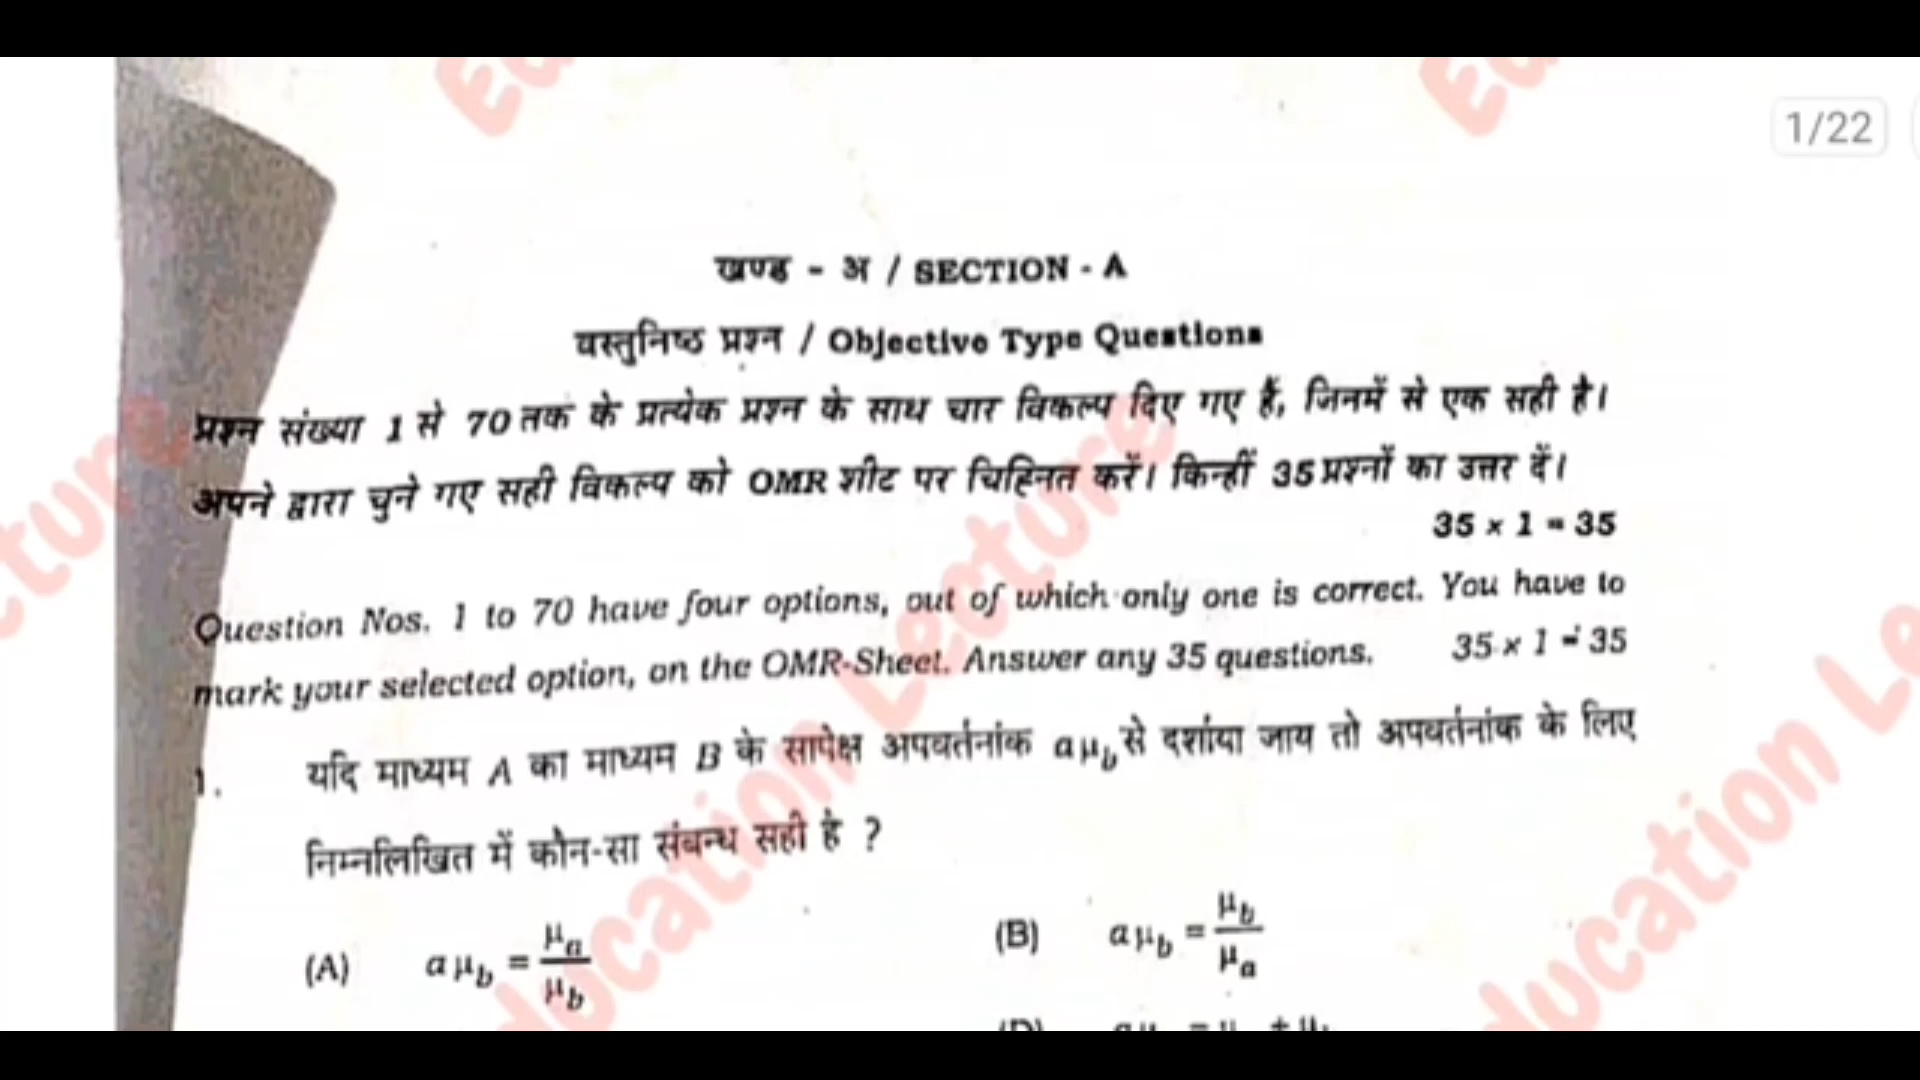 1/22
खण्ड - अ / SECTION - A
वस्तुनिष्ठ प्रश्न / Objective Type Questions
प्रश्न संख्या 1 से 70 तक के प्रत्येक प्रश्न के साथ चार विकल्प दिए गए हैं, जिनमें से एक सही है।
अपने द्वारा चुने गए सही विकल्प को OMR शीट पर चिह्नित करें। किन्हीं 35 प्रश्नों का उत्तर दें।
35 × 1 = 35
Question Nos. 1 to 70 have four options, out of which only one is correct. You have to
mark your selected option, on the OMR-Sheet. Answer any 35 questions. 35 × 1 = 35
1. यदि माध्यम A का माध्यम B के सापेक्ष अपवर्तनांक aμb से दर्शाया जाय तो अपवर्तनांक के लिए
निम्नलिखित में कौन-सा संबन्ध सही है ?
(A) aμb = μa/μb (B) aμb = μb/μa
Education Lecture